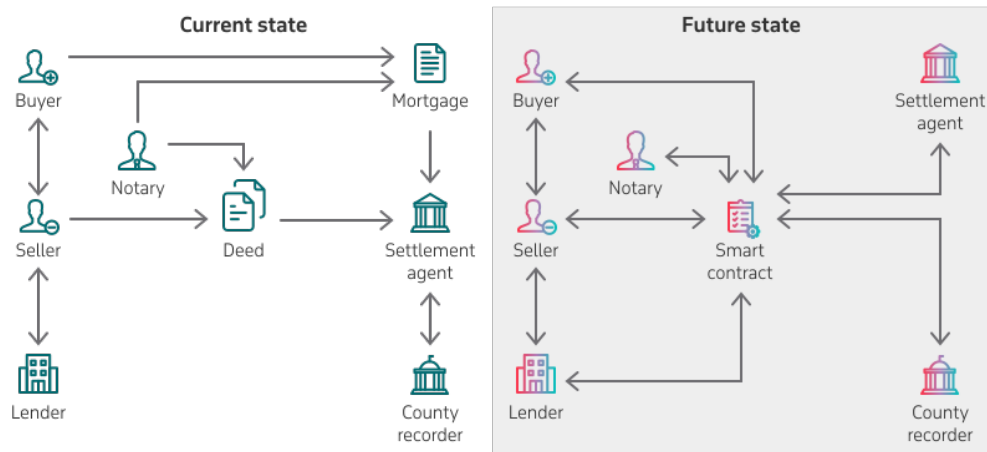 Current state
Buyer
Mortgage
Notary
Seller
Deed
Settlement
agent
Lender
County
recorder
Future state
Buyer
Settlement
agent
Notary
Seller
Smart
contract
Lender
County
recorder